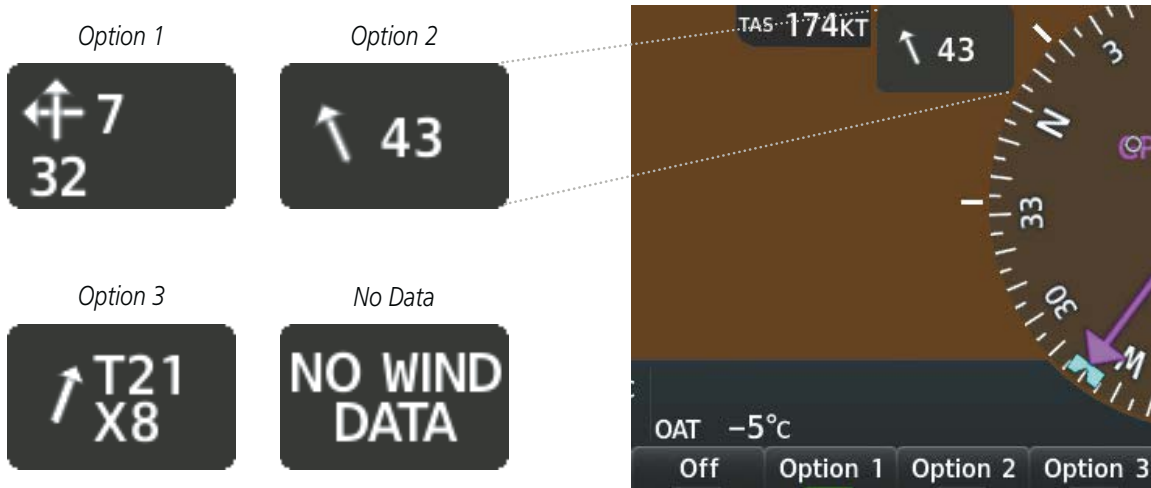 Option 1
Option 2
7
32
43
Option 3
No Data
T21
X8
NO WIND
DATA
TAS 174KT
43
3
N
33
30
W
OAT -5°C
Off
Option 1
Option 2
Option 3